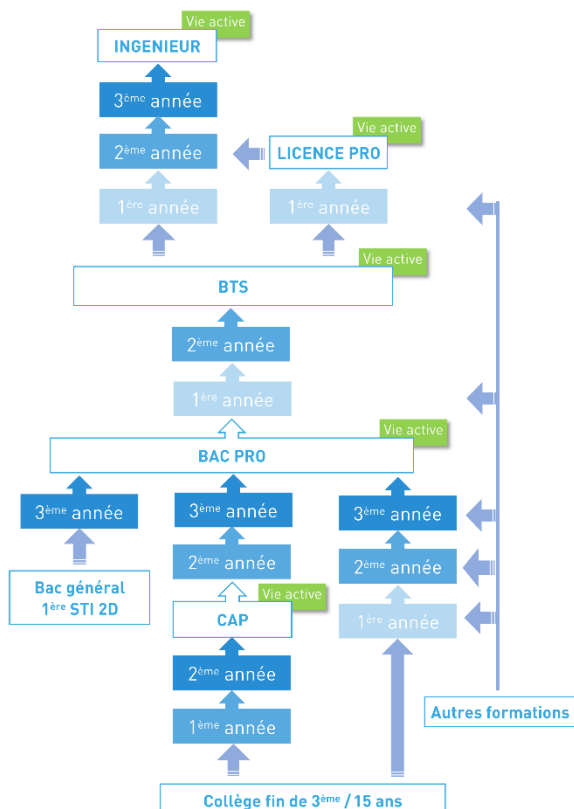 Vie active
INGENIEUR
3ème année
2ème année
Vie active
LICENCE PRO
1ère année
1ère année
Vie active
BTS
2ème année
1ère année
Vie active
BAC PRO
3ème année
3ème année
3ème année
2ème année
2ème année
Bac général
1ère STI 2D
Vie active
CAP
1ère année
2ème année
1ème année
Autres formations
Collège fin de 3ème / 15 ans